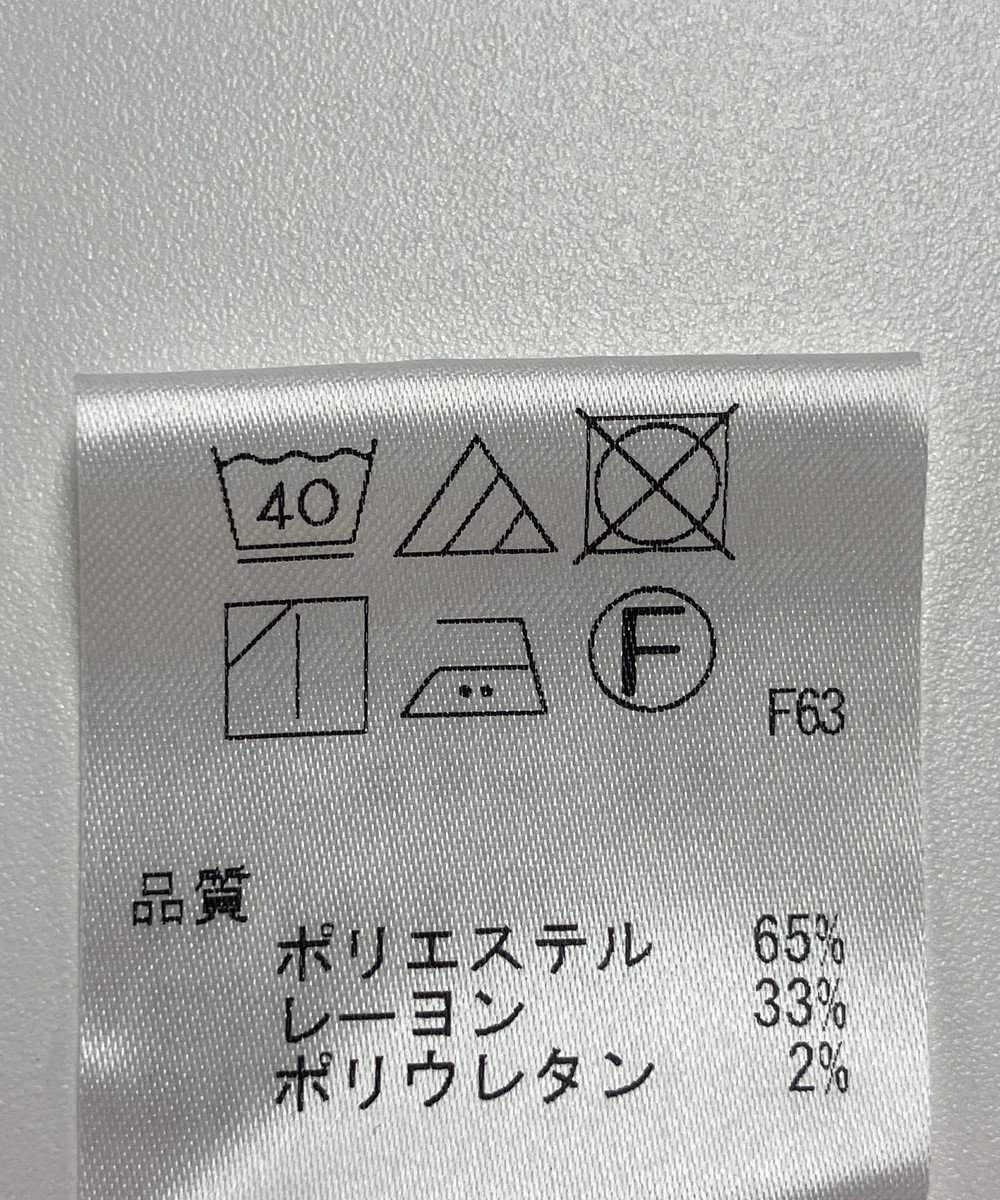 40
F
F63
品質
ポリエステル 65%
レーヨン 33%
ポリウレタン 2%